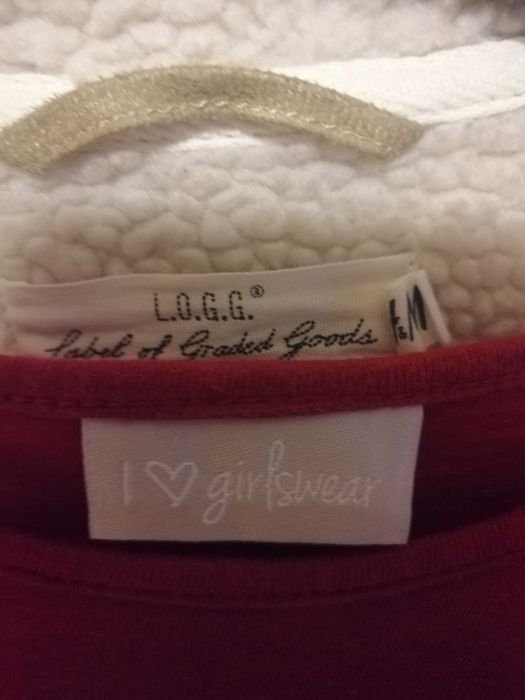 L.O.G.G.®
Label of Graded Goods
H&M
I ♡ girlswear